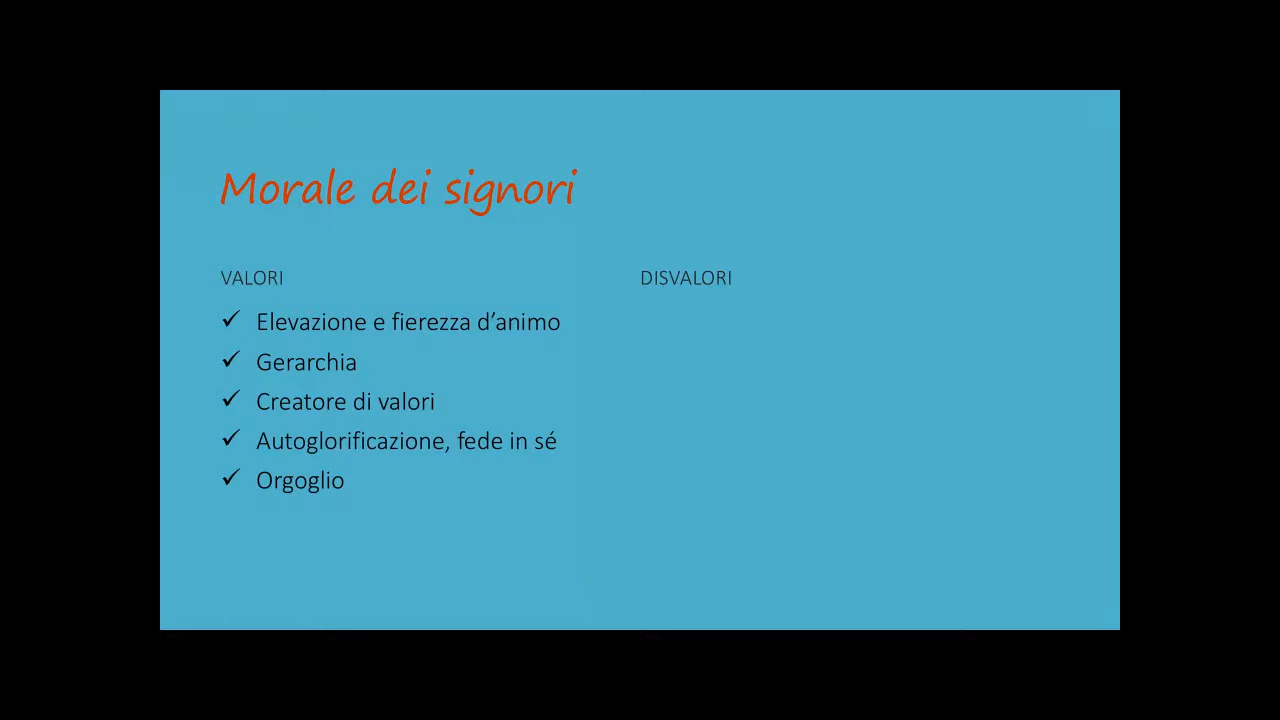 Morale dei signori
VALORI
✓ Elevazione e fierezza d’animo
✓ Gerarchia
✓ Creatore di valori
✓ Autoglorificazione, fede in sé
✓ Orgoglio
DISVALORI